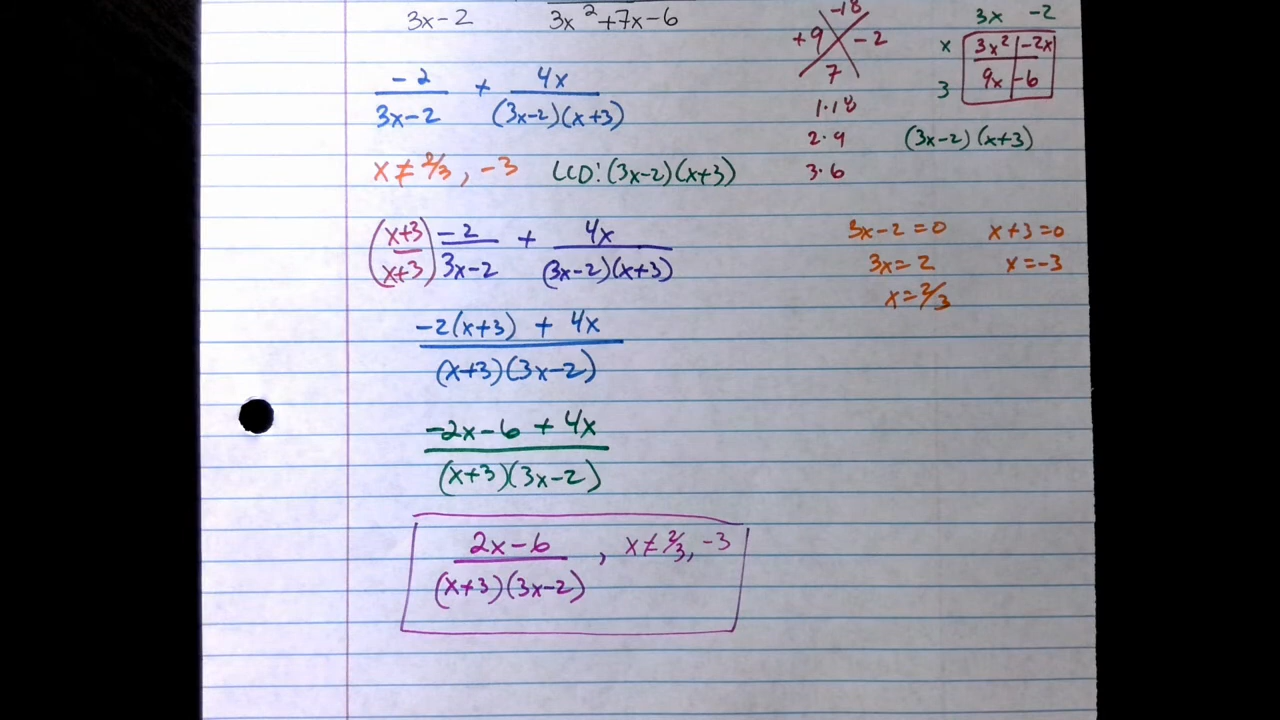 3x-2   3x²+7x-6
-18
+9   -2
7
1·18
2·9
3·6
3x   -2
x   3x²   -2x
3   9x   -6
(3x-2)(x+3)
-2/(3x-2) + 4x/((3x-2)(x+3))
x ≠ 2/3, -3   LCD: (3x-2)(x+3)
3x-2=0   x+3=0
3x=2   x=-3
x=2/3
((x+3)/(x+3)) -2/(3x-2) + 4x/((3x-2)(x+3))
(-2(x+3) + 4x)/((x+3)(3x-2))
(-2x-6+4x)/((x+3)(3x-2))
(2x-6)/((x+3)(3x-2)), x≠2/3, -3